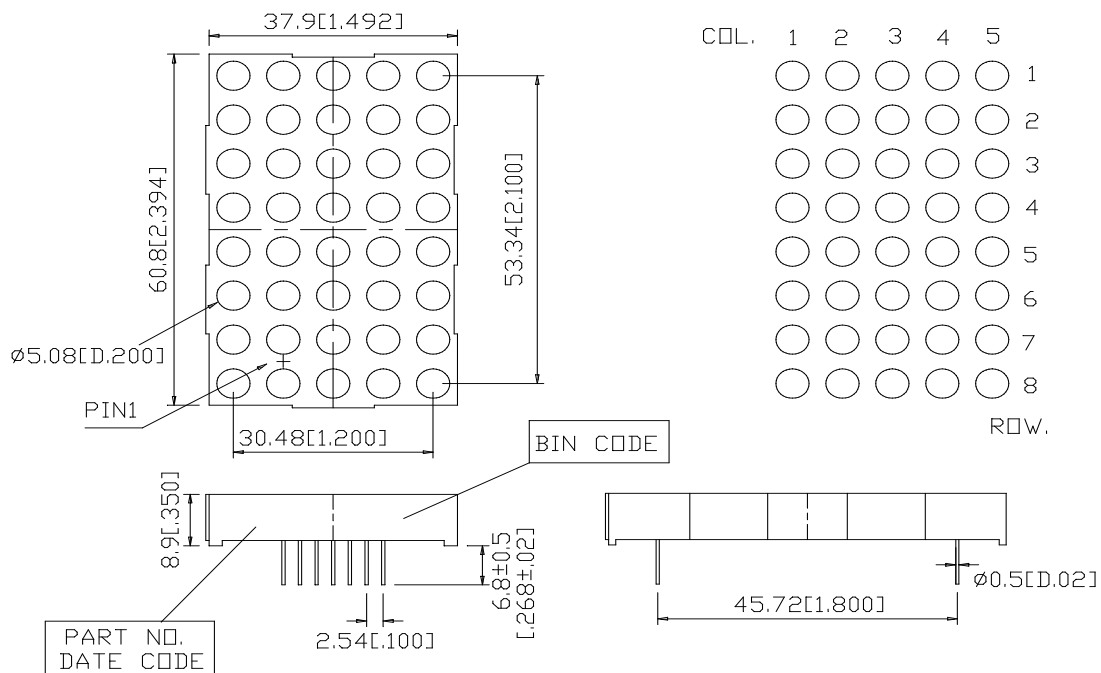 37.9[1.492]
COL. 1 2 3 4 5
1
2
3
4
5
6
7
8
ROW.
60.8[2.394]
53.34[2.100]
ø5.08[D.200]
PIN1
30.48[1.200]
BIN CODE
8.9[.350]
6.8±0.5
[.268±.02]
2.54[.100]
PART NO.
DATE CODE
ø0.5[D.02]
45.72[1.800]